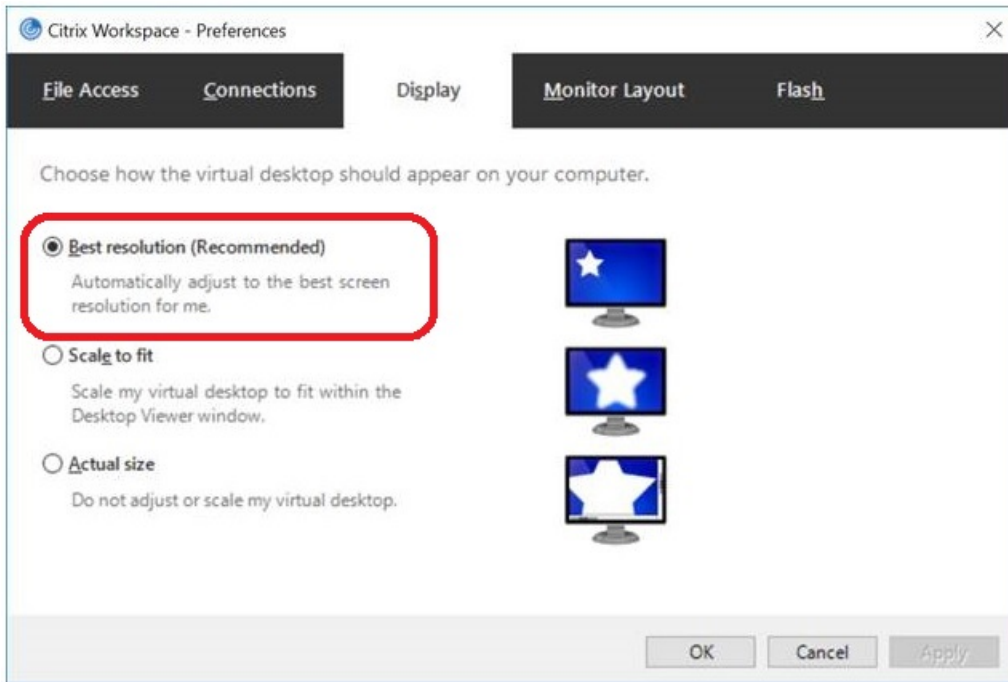 Citrix Workspace - Preferences
File Access Connections Display Monitor Layout Flash
Choose how the virtual desktop should appear on your computer.
Best resolution (Recommended)
Automatically adjust to the best screen
resolution for me.
Scale to fit
Scale my virtual desktop to fit within the
Desktop Viewer window.
Actual size
Do not adjust or scale my virtual desktop.
OK Cancel Apply